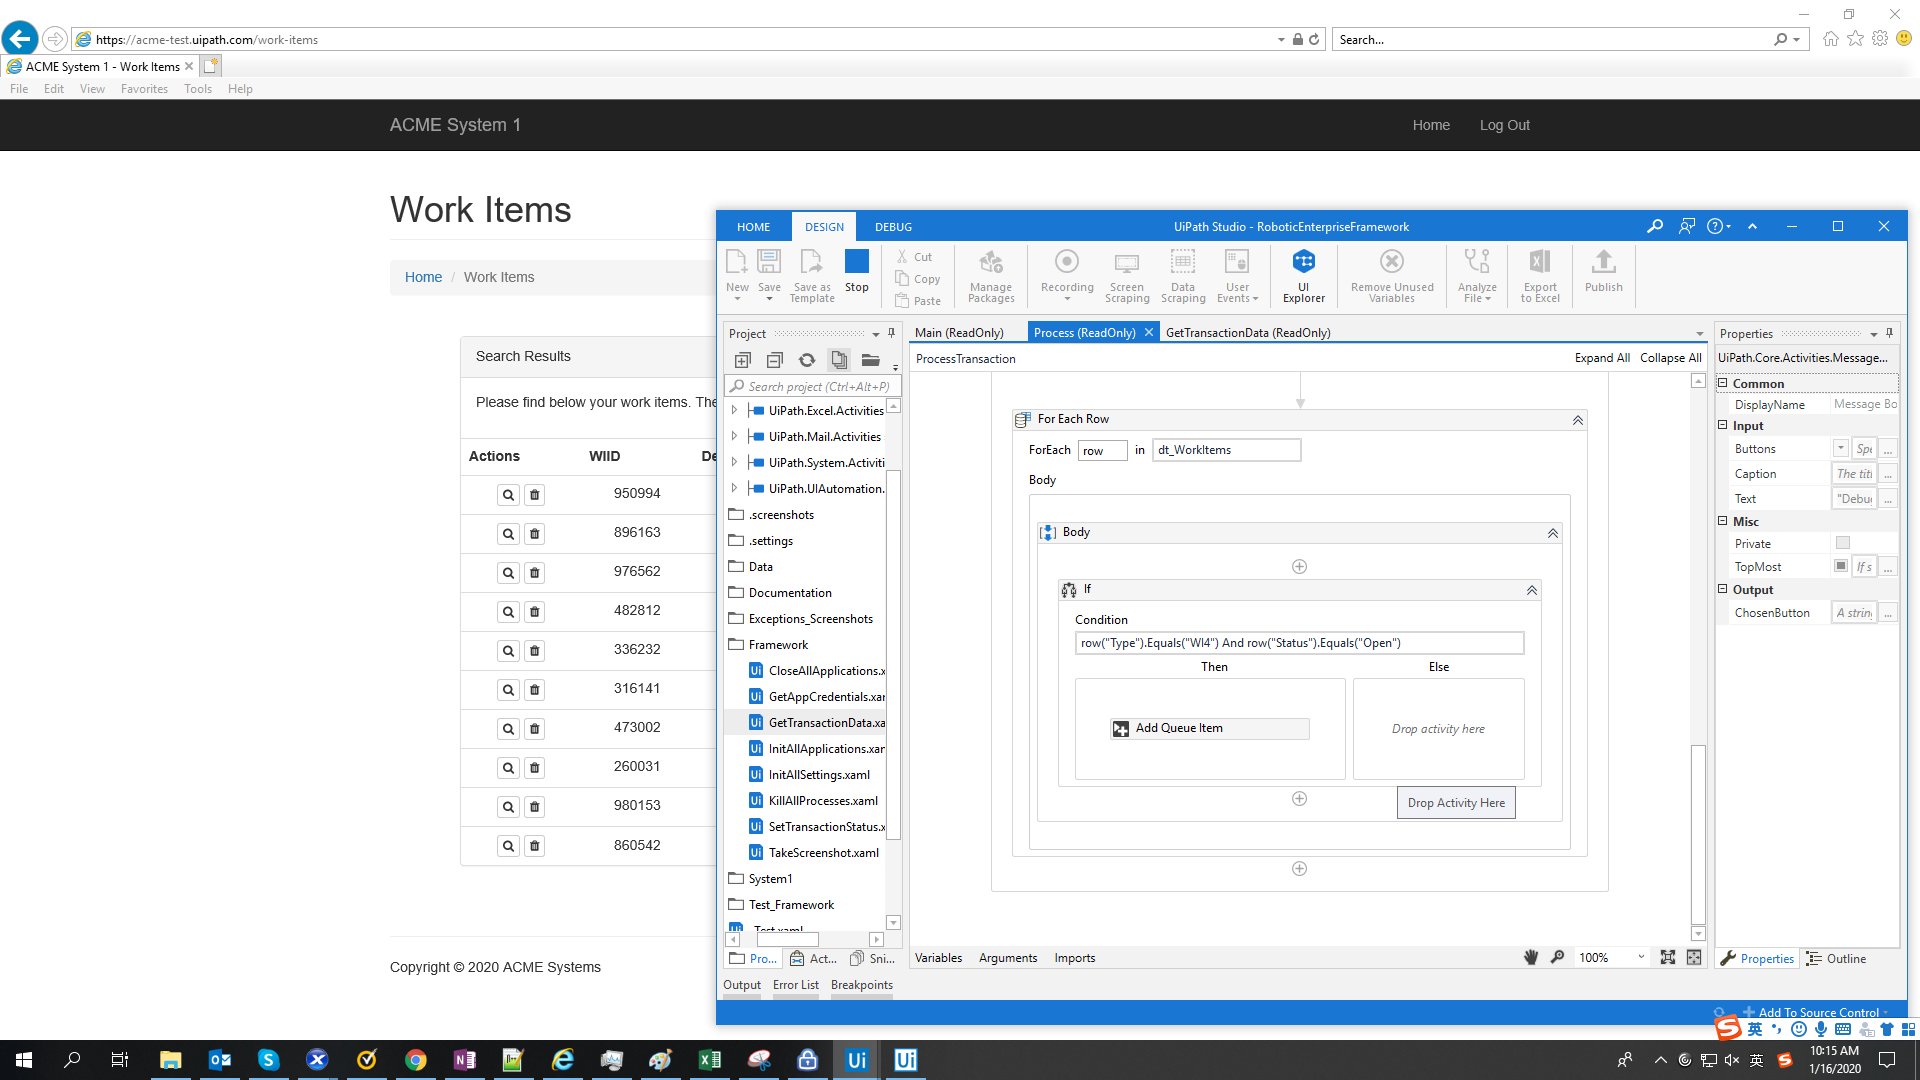 https://acme-test.uipath.com/work-items
Search...
ACME System 1 - Work Items
File Edit View Favorites Tools Help
ACME System 1
Home Log Out
Work Items
Home / Work Items
Search Results
Please find below your work items. The
Actions WIID De
950994
896163
976562
482812
336232
316141
473002
260031
980153
860542
Copyright © 2020 ACME Systems
HOME DESIGN DEBUG
UiPath Studio - RoboticEnterpriseFramework
New
Save
Save as Template
Stop
Cut
Copy
Paste
Manage Packages
Recording
Screen Scraping
Data Scraping
User Events
UI Explorer
Remove Unused Variables
Analyze File
Export to Excel
Publish
Project
Search project (Ctrl+Alt+P)
UiPath.Excel.Activities
UiPath.Mail.Activities
UiPath.System.Activiti
UiPath.UIAutomation.
.screenshots
.settings
Data
Documentation
Exceptions_Screenshots
Framework
CloseAllApplications.x
GetAppCredentials.xar
GetTransactionData.xa
InitAllApplications.xar
InitAllSettings.xaml
KillAllProcesses.xaml
SetTransactionStatus.x
TakeScreenshot.xaml
System1
Test_Framework
Test.xaml
Pro... Act... Sni...
Main (ReadOnly) Process (ReadOnly) GetTransactionData (ReadOnly)
ProcessTransaction
Expand All Collapse All
For Each Row
ForEach row in dt_WorkItems
Body
Body
If
Condition
row("Type").Equals("WI4") And row("Status").Equals("Open")
Then Else
Add Queue Item
Drop activity here
Drop Activity Here
Variables Arguments Imports
100%
Properties
UiPath.Core.Activities.Message...
Common
DisplayName Message Bo
Input
Buttons Spe ...
Caption The titl ...
Text "Debu ...
Misc
Private
TopMost If s ...
Output
ChosenButton A string ...
Properties Outline
Output Error List Breakpoints
Add To Source Control
英
英
10:15 AM
1/16/2020